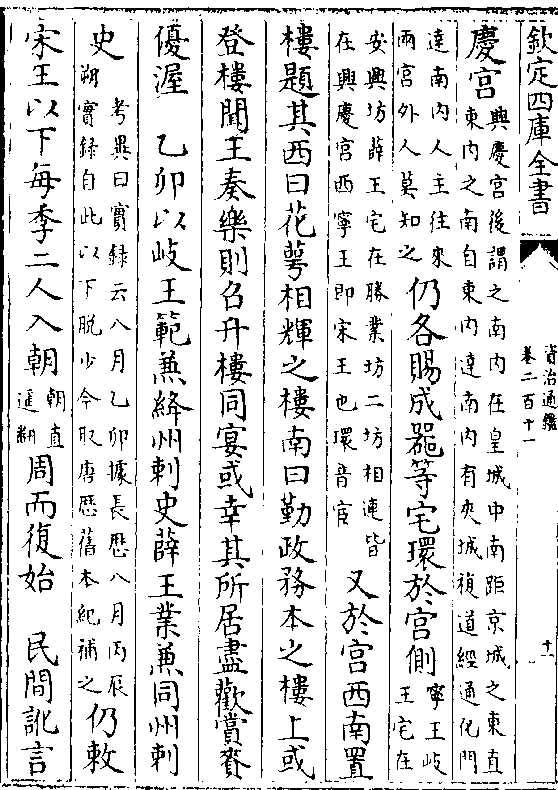 欽定四庫全書
資治通鑑
卷二百十一
十一
慶宮興慶宮後謂之南内在皇城中南距京城之東直東内之南自東内達南内有夾城複道經通化門
達南内人主往來兩宮外人莫知之仍各賜成器等宅環於宮側寧王岐王宅在
安興坊薛王宅在勝業坊二坊相連皆在興慶宮西寧王即宋王也環音宦又於宮西南置
樓題其西曰花萼相輝之樓南曰勤政務本之樓上或
登樓聞王奏樂則召升樓同宴或幸其所居盡歡賞賚
優渥 乙卯以岐王範兼絳州刺史薛王業兼同州刺
史考異曰實録云八月乙卯據長歴八月丙辰朔實録自此以下脱少今取唐歴舊本紀補之仍敕
宋王以下每季二人入朝朝直遥翻周而復始 民間訛言